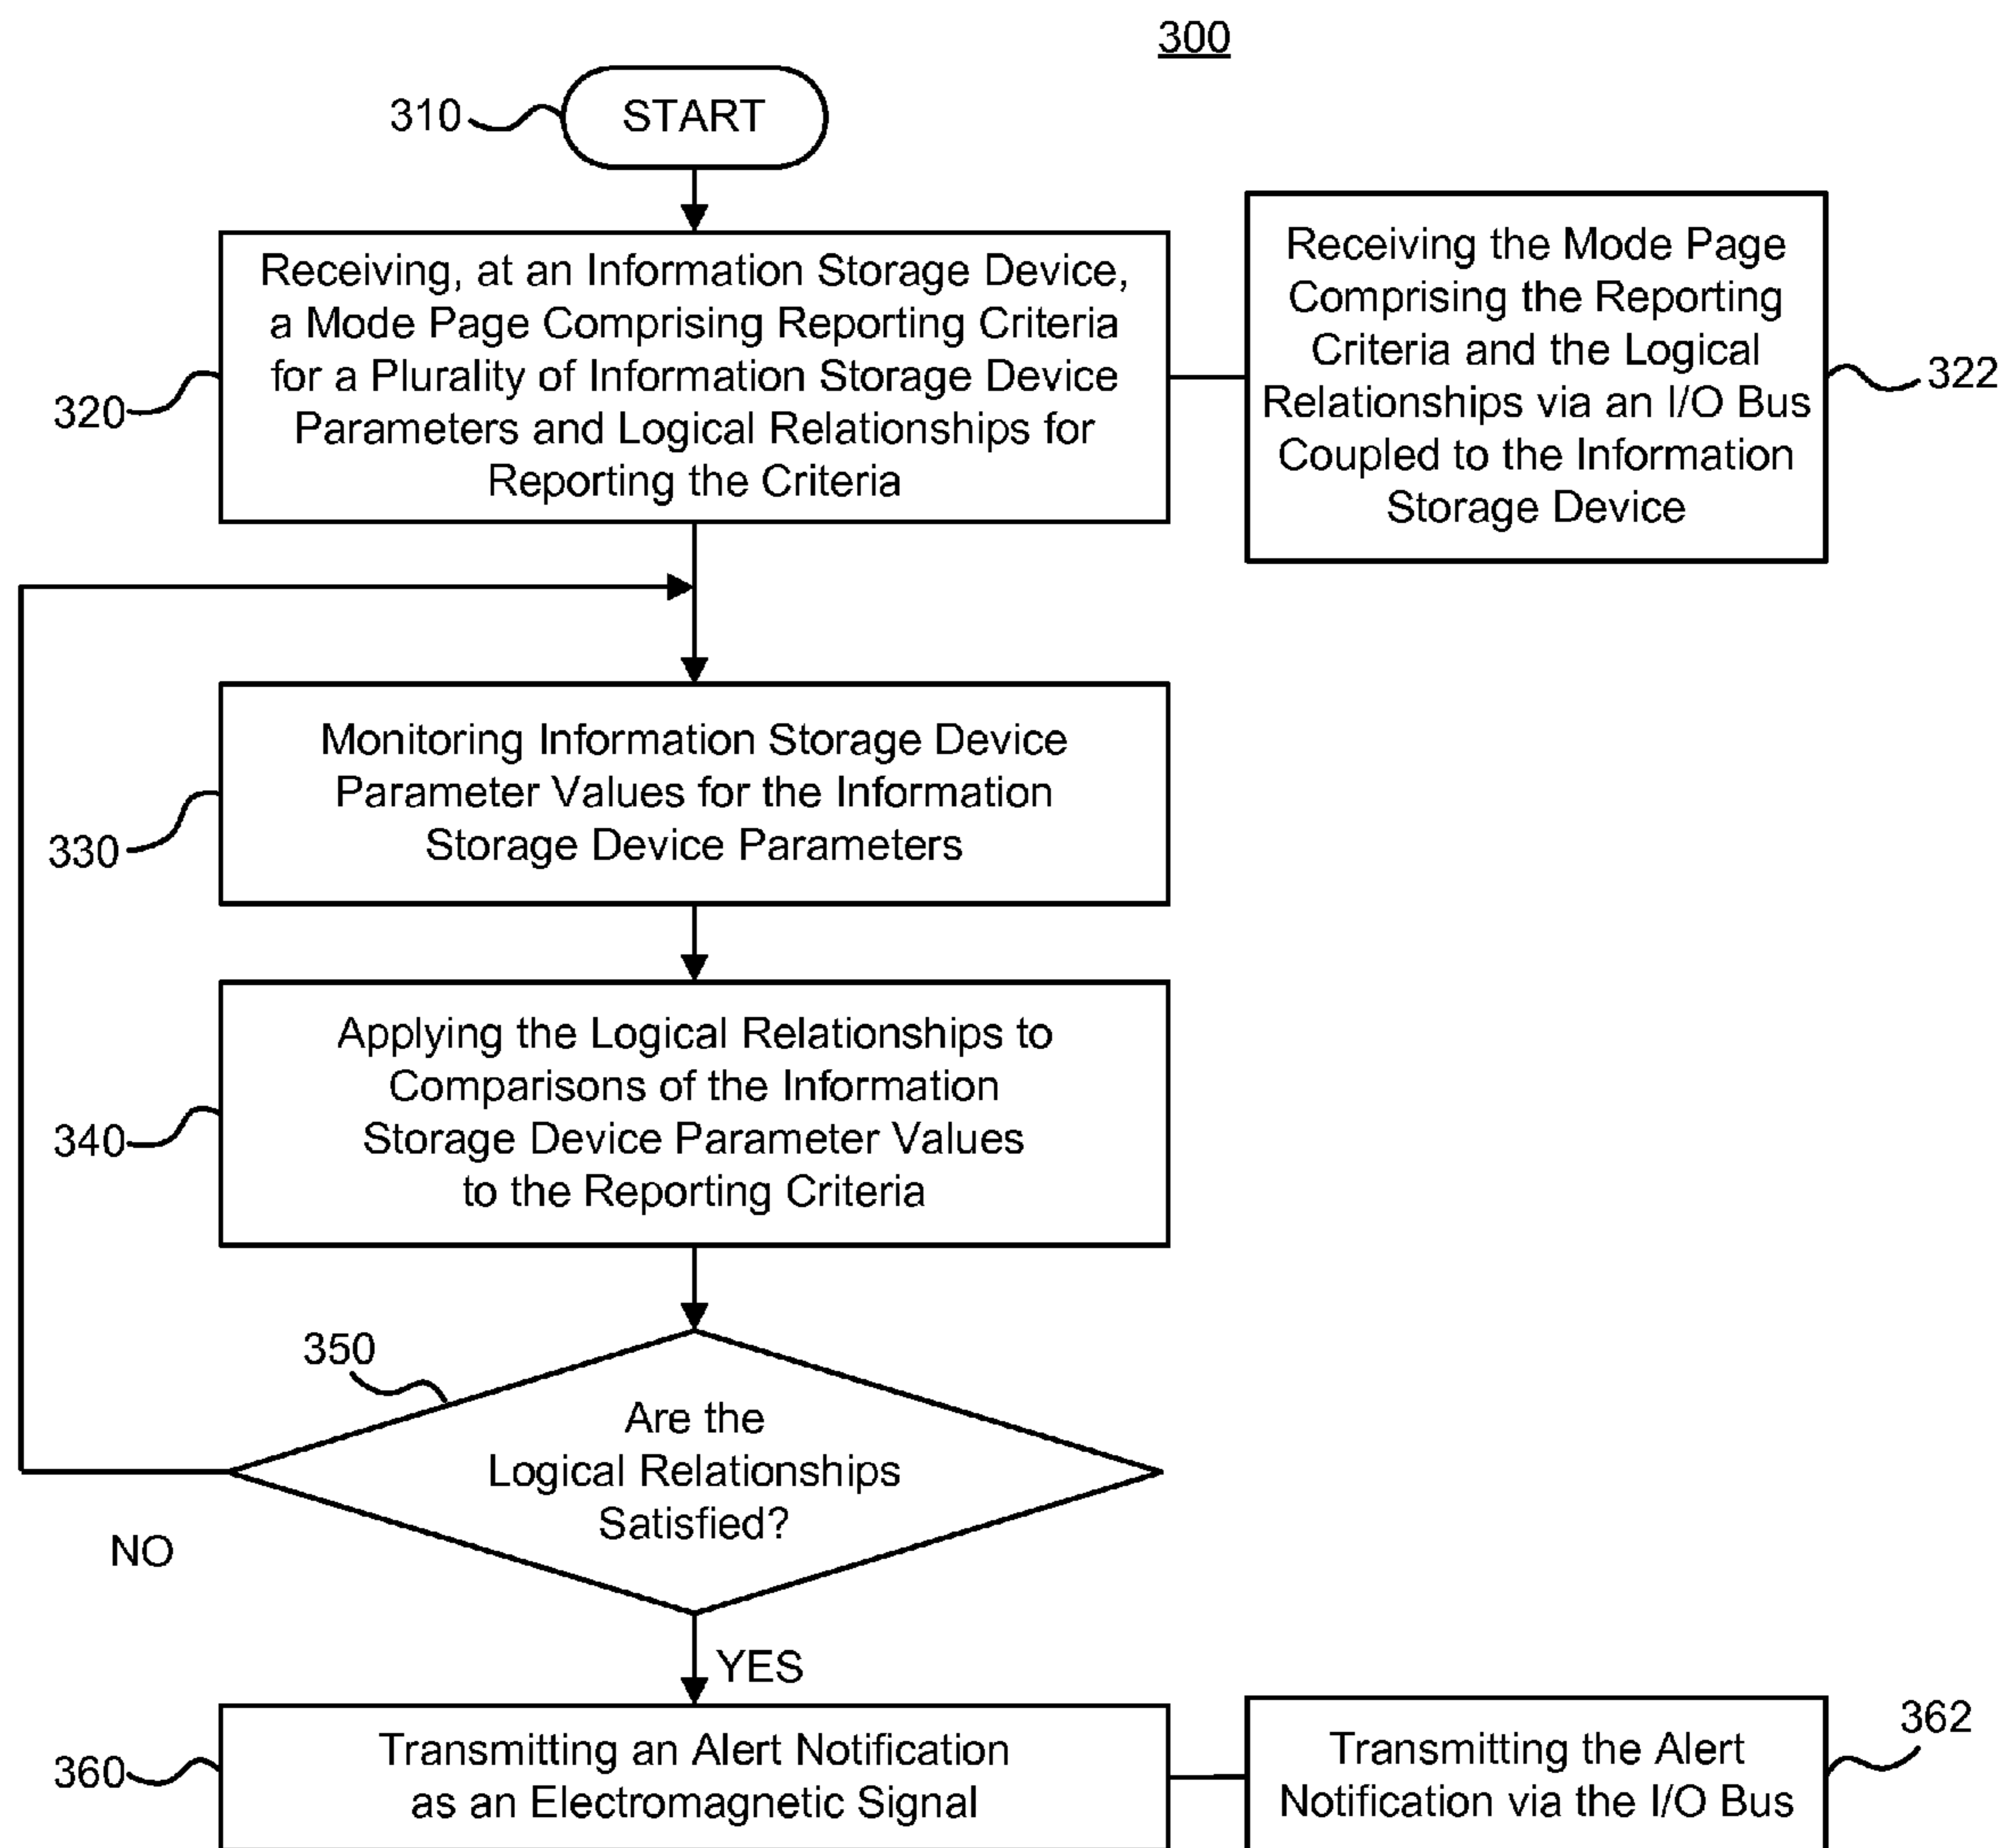 300
310
START
Receiving, at an Information Storage Device,
a Mode Page Comprising Reporting Criteria
for a Plurality of Information Storage Device
Parameters and Logical Relationships for
Reporting the Criteria
320
Receiving the Mode Page
Comprising the Reporting
Criteria and the Logical
Relationships via an I/O Bus
Coupled to the Information
Storage Device
322
Monitoring Information Storage Device
Parameter Values for the Information
Storage Device Parameters
330
Applying the Logical Relationships to
Comparisons of the Information
Storage Device Parameter Values
to the Reporting Criteria
340
350
Are the
Logical Relationships
Satisfied?
NO
YES
Transmitting an Alert Notification
as an Electromagnetic Signal
360
Transmitting the Alert
Notification via the I/O Bus
362